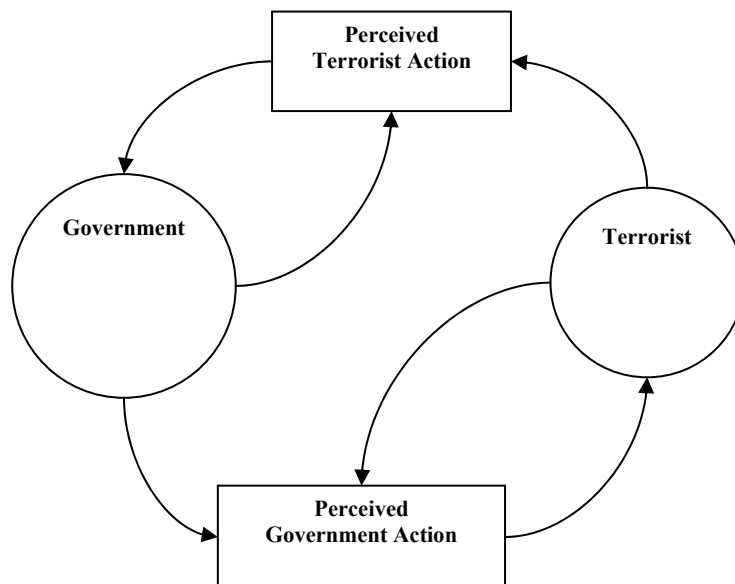 Perceived
Terrorist Action
Government
Terrorist
Perceived
Government Action